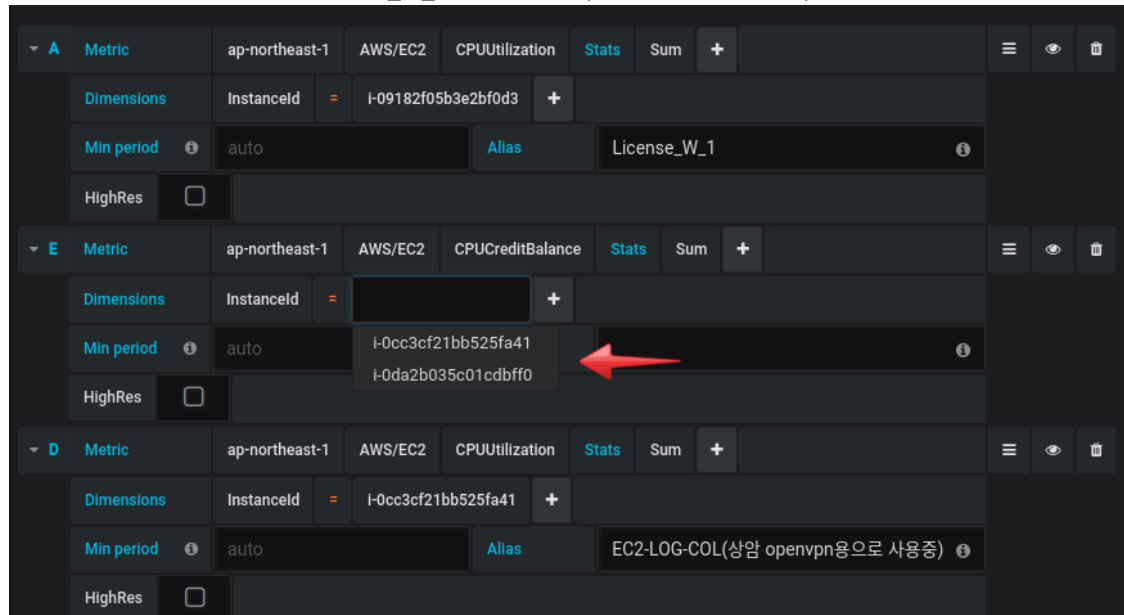 A Metric ap-northeast-1 AWS/EC2 CPUUtilization Stats Sum +
Dimensions InstanceId = i-09182f05b3e2bf0d3 +
Min period auto Alias License_W_1
HighRes
E Metric ap-northeast-1 AWS/EC2 CPUCreditBalance Stats Sum +
Dimensions InstanceId = +
Min period auto
i-0cc3cf21bb525fa41
i-0da2b035c01cdbff0
HighRes
D Metric ap-northeast-1 AWS/EC2 CPUUtilization Stats Sum +
Dimensions InstanceId = i-0cc3cf21bb525fa41 +
Min period auto Alias EC2-LOG-COL(상암 openvpn용으로 사용중)
HighRes